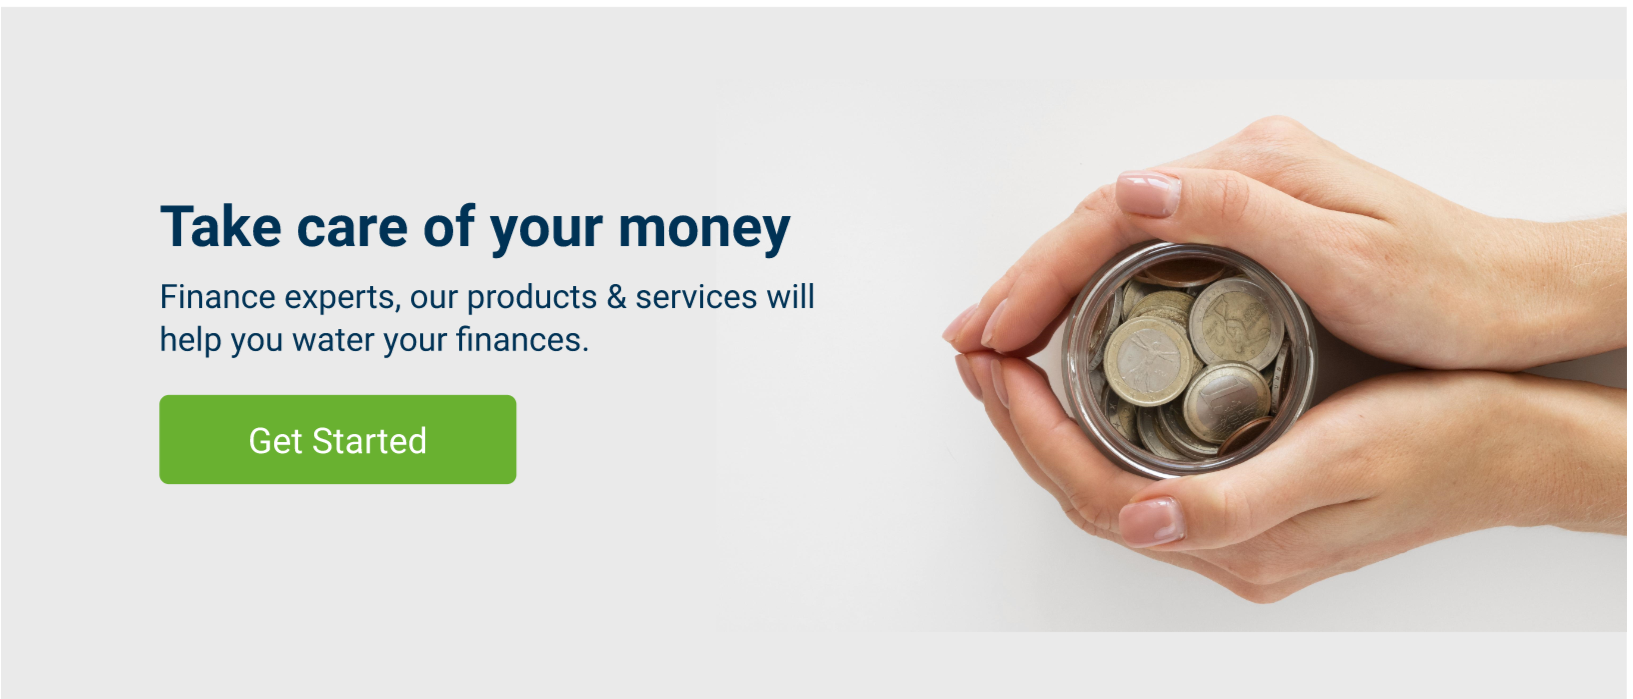 Take care of your money
Finance experts, our products & services will
help you water your finances.
Get Started